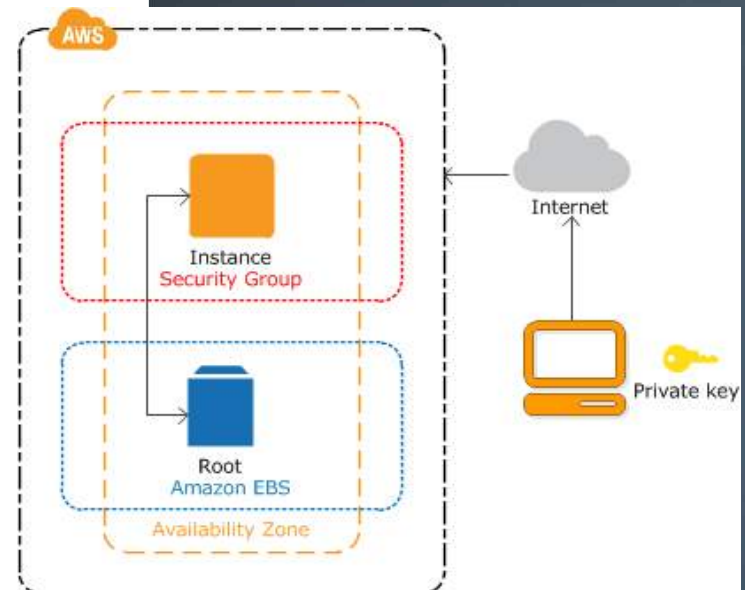 AWS
Instance
Security Group
Root
Amazon EBS
Availability Zone
Internet
Private key